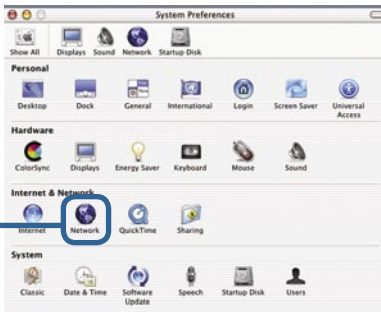 System Preferences
Show All Displays Sound Network Startup Disk
Personal
Desktop Dock General International Login Screen Saver Universal Access
Hardware
ColorSync Displays Energy Saver Keyboard Mouse Sound
Internet & Network
Internet Network QuickTime Sharing
System
Classic Date & Time Software Update Speech Startup Disk Users